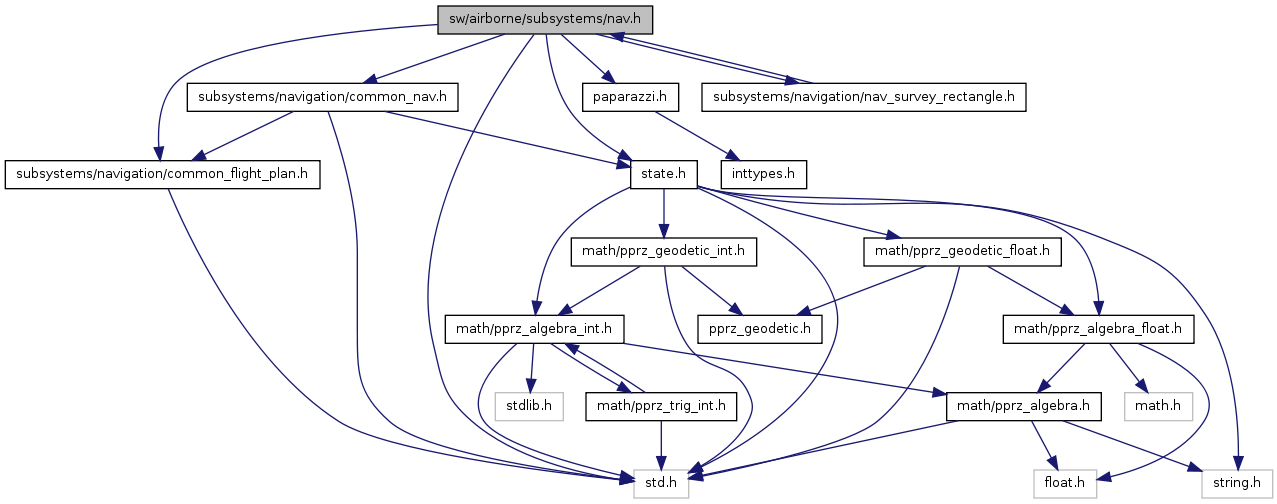 sw/airborne/subsystems/nav.h
subsystems/navigation/common_nav.h
paparazzi.h
subsystems/navigation/nav_survey_rectangle.h
subsystems/navigation/common_flight_plan.h
state.h
inttypes.h
math/pprz_geodetic_int.h
math/pprz_geodetic_float.h
math/pprz_algebra_int.h
pprz_geodetic.h
math/pprz_algebra_float.h
stdlib.h
math/pprz_trig_int.h
math/pprz_algebra.h
math.h
std.h
float.h
string.h